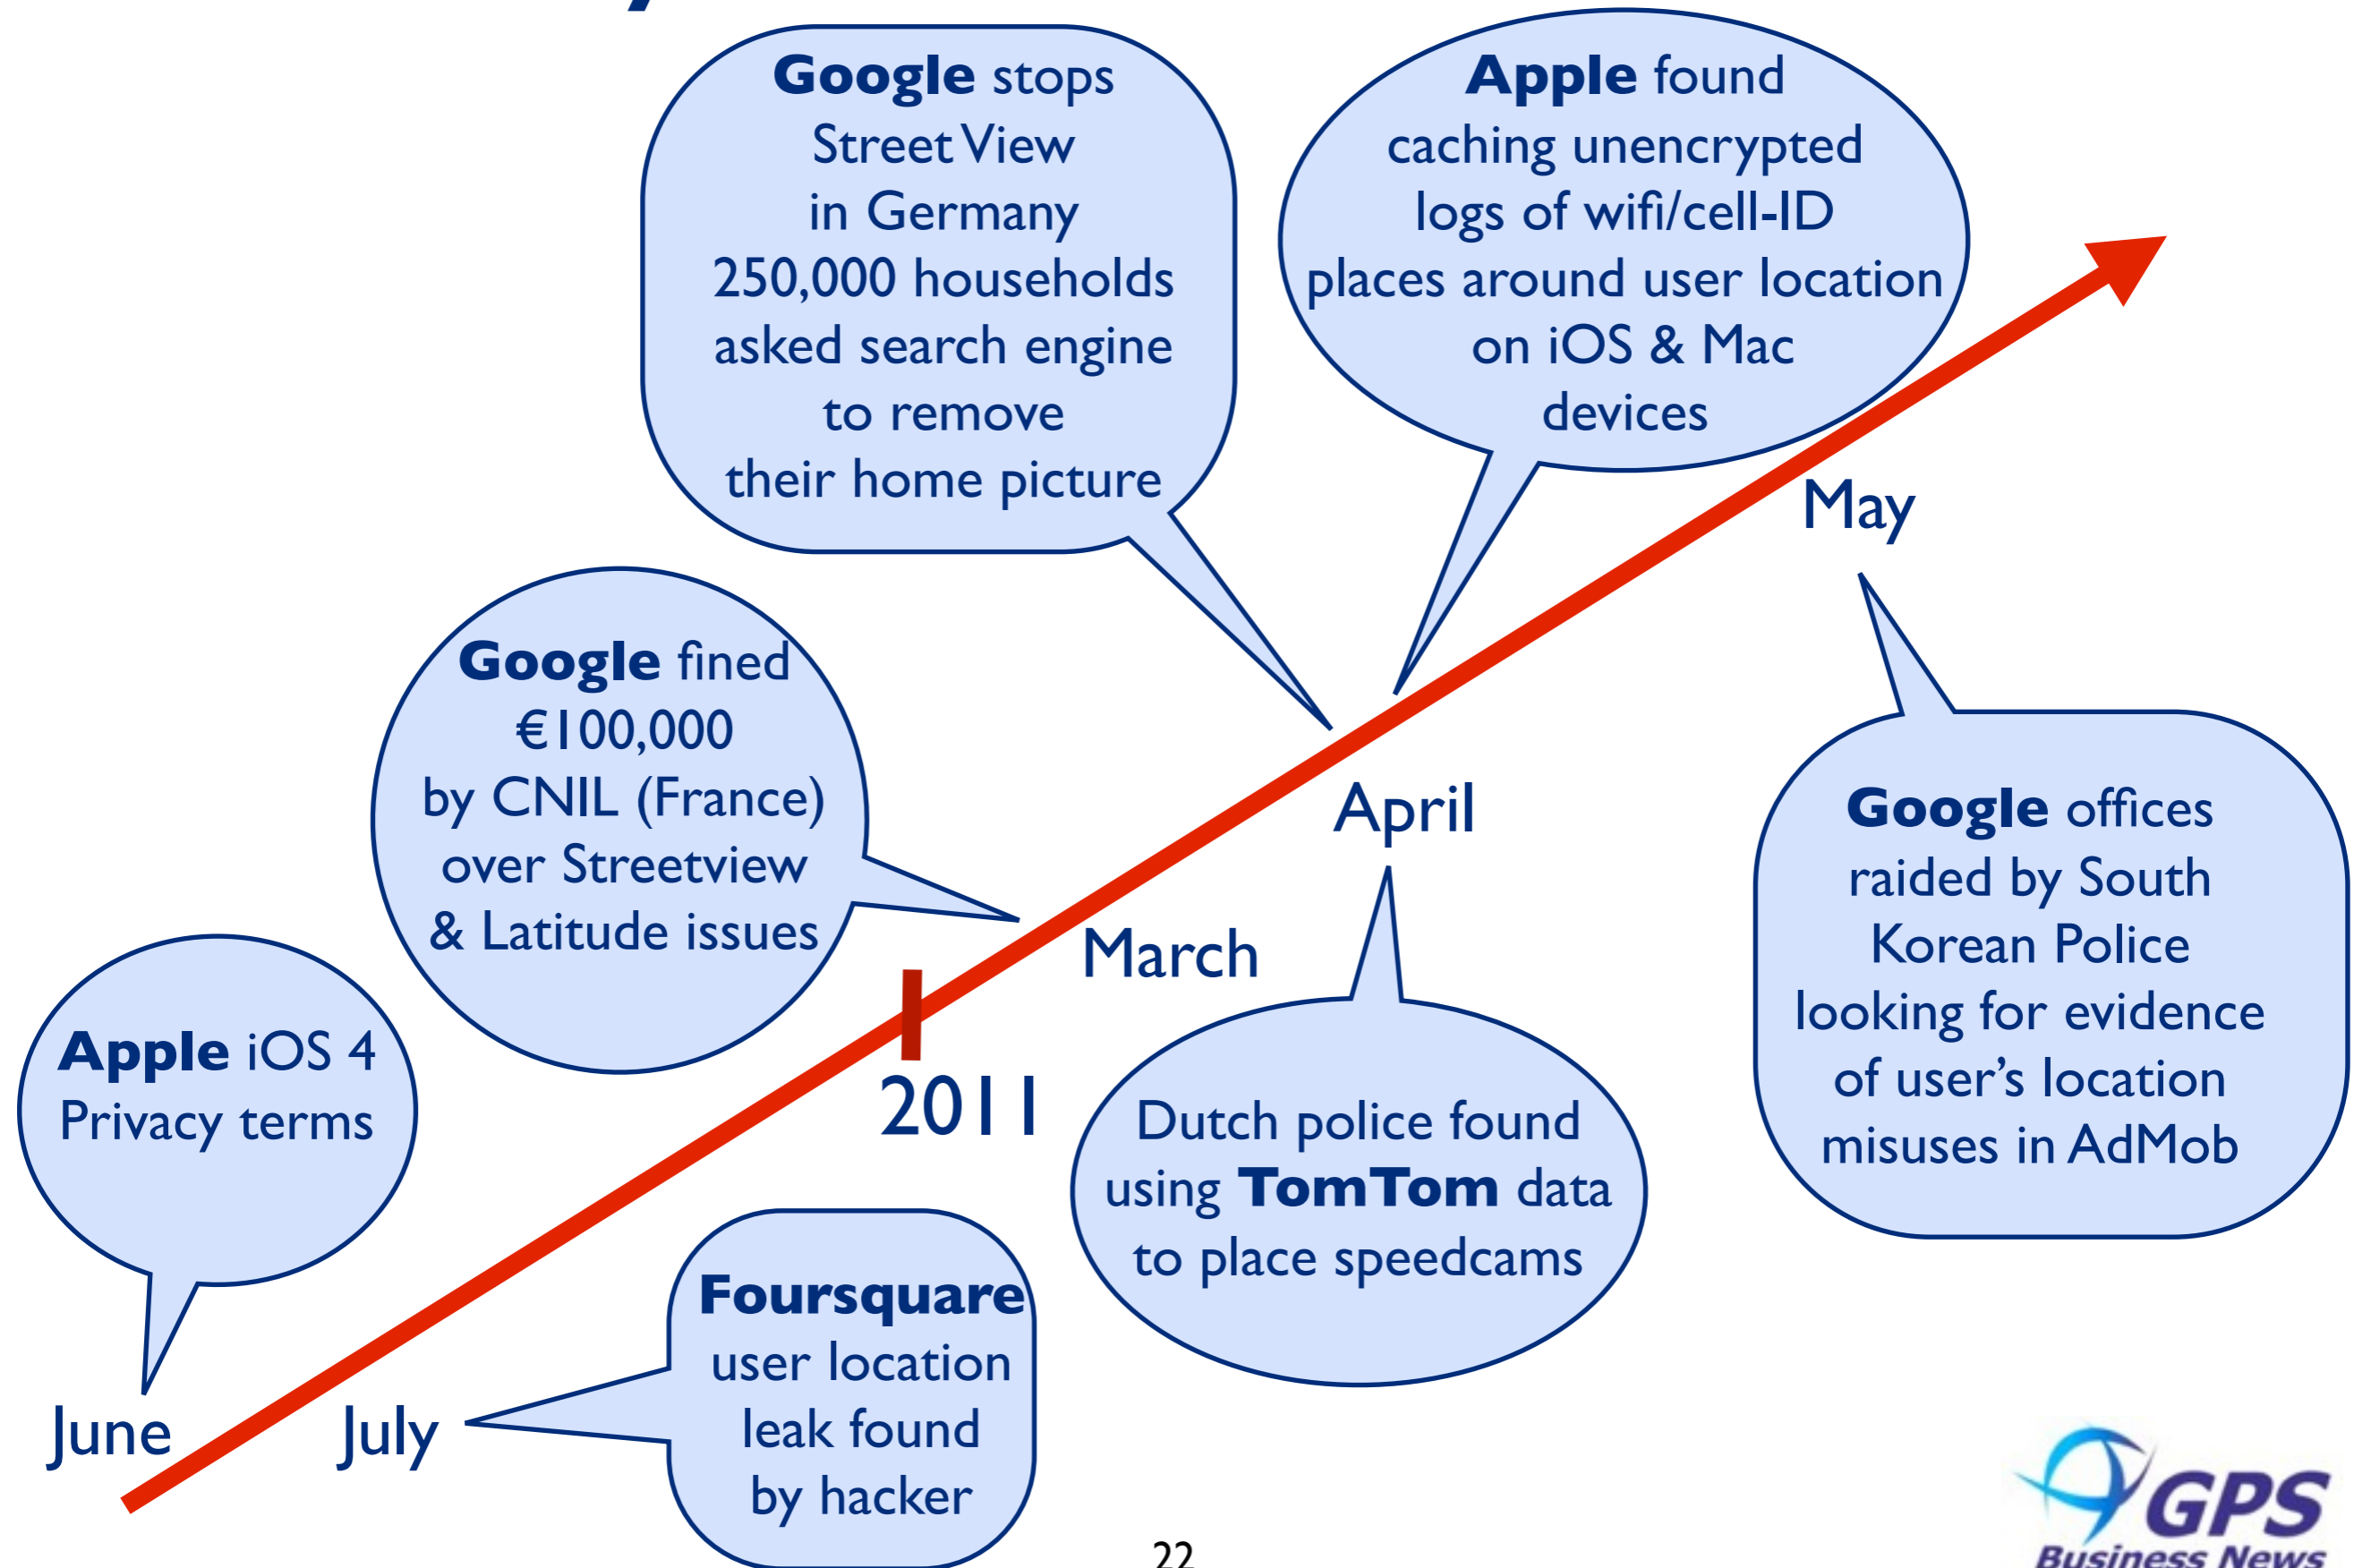 Google stops
Street View
in Germany
250,000 households
asked search engine
to remove
their home picture
Apple found
caching unencrypted
logs of wifi/cell-ID
places around user location
on iOS & Mac
devices
May
Google fined
€100,000
by CNIL (France)
over Streetview
& Latitude issues
April
March
Google offices
raided by South
Korean Police
looking for evidence
of user's location
misuses in AdMob
Apple iOS 4
Privacy terms
2011
Dutch police found
using TomTom data
to place speedcams
Foursquare
user location
leak found
by hacker
June
July
22
GPS
Business News